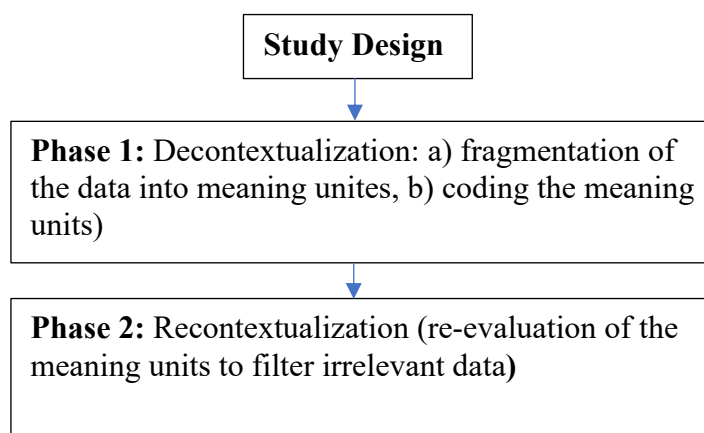 Study Design
Phase 1: Decontextualization: a) fragmentation of
the data into meaning unites, b) coding the meaning
units)
Phase 2: Recontextualization (re-evaluation of the
meaning units to filter irrelevant data)